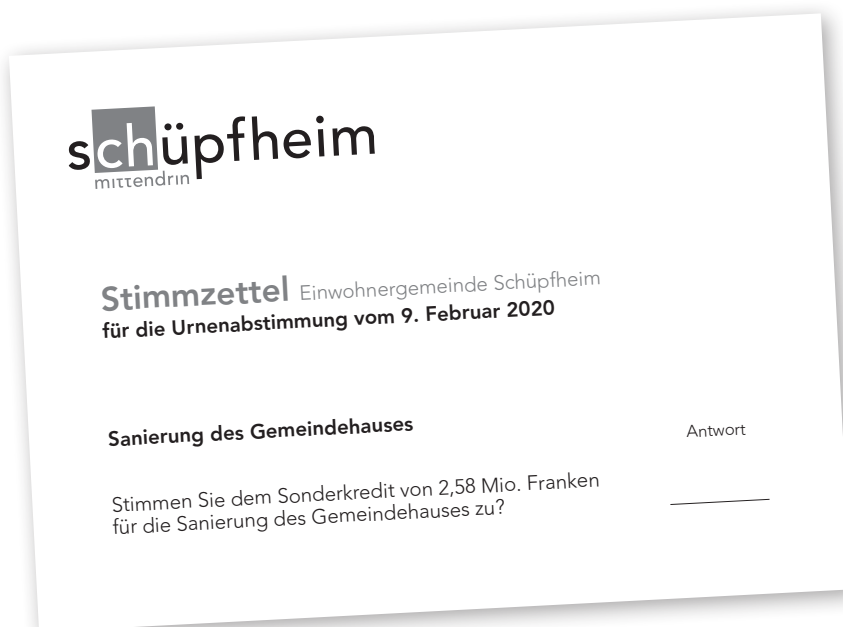 schüpfheim
mittendrin
Stimmzettel Einwohnergemeinde Schüpfheim
für die Urnenabstimmung vom 9. Februar 2020
Sanierung des Gemeindehauses
Antwort
Stimmen Sie dem Sonderkredit von 2,58 Mio. Franken
für die Sanierung des Gemeindehauses zu?